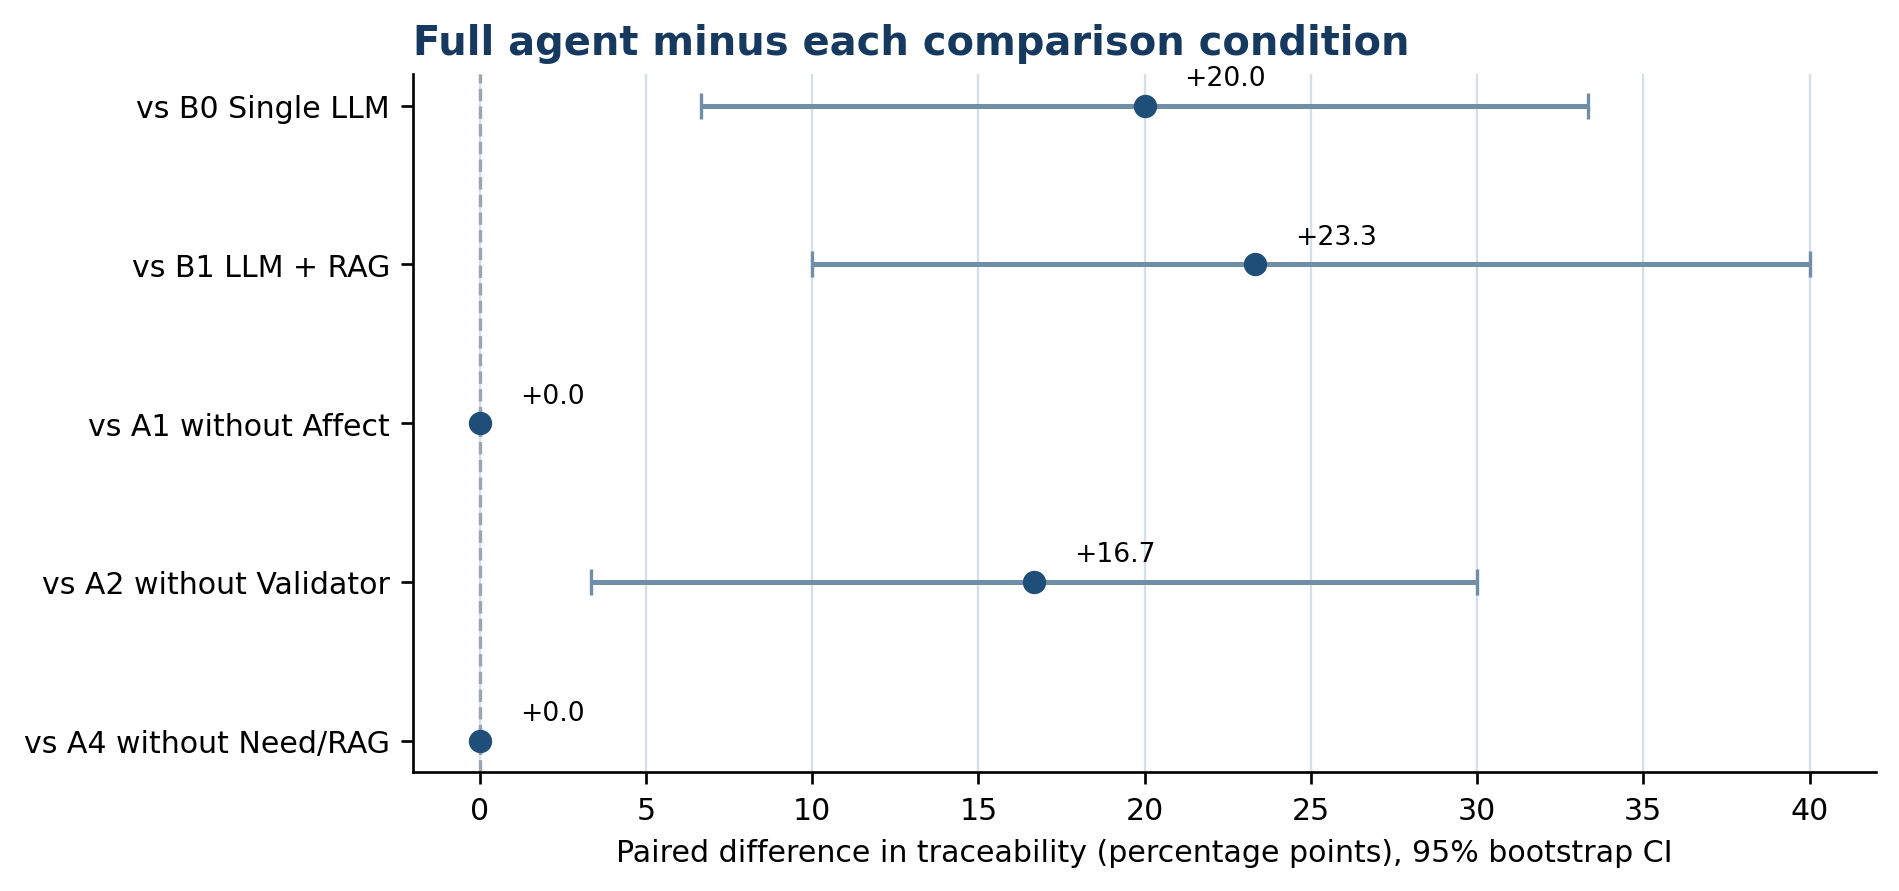 Full agent minus each comparison condition
+20.0
vs B0 Single LLM
+23.3
vs B1 LLM + RAG
+0.0
vs A1 without Affect
+16.7
vs A2 without Validator
+0.0
vs A4 without Need/RAG
0 5 10 15 20 25 30 35 40
Paired difference in traceability (percentage points), 95% bootstrap CI